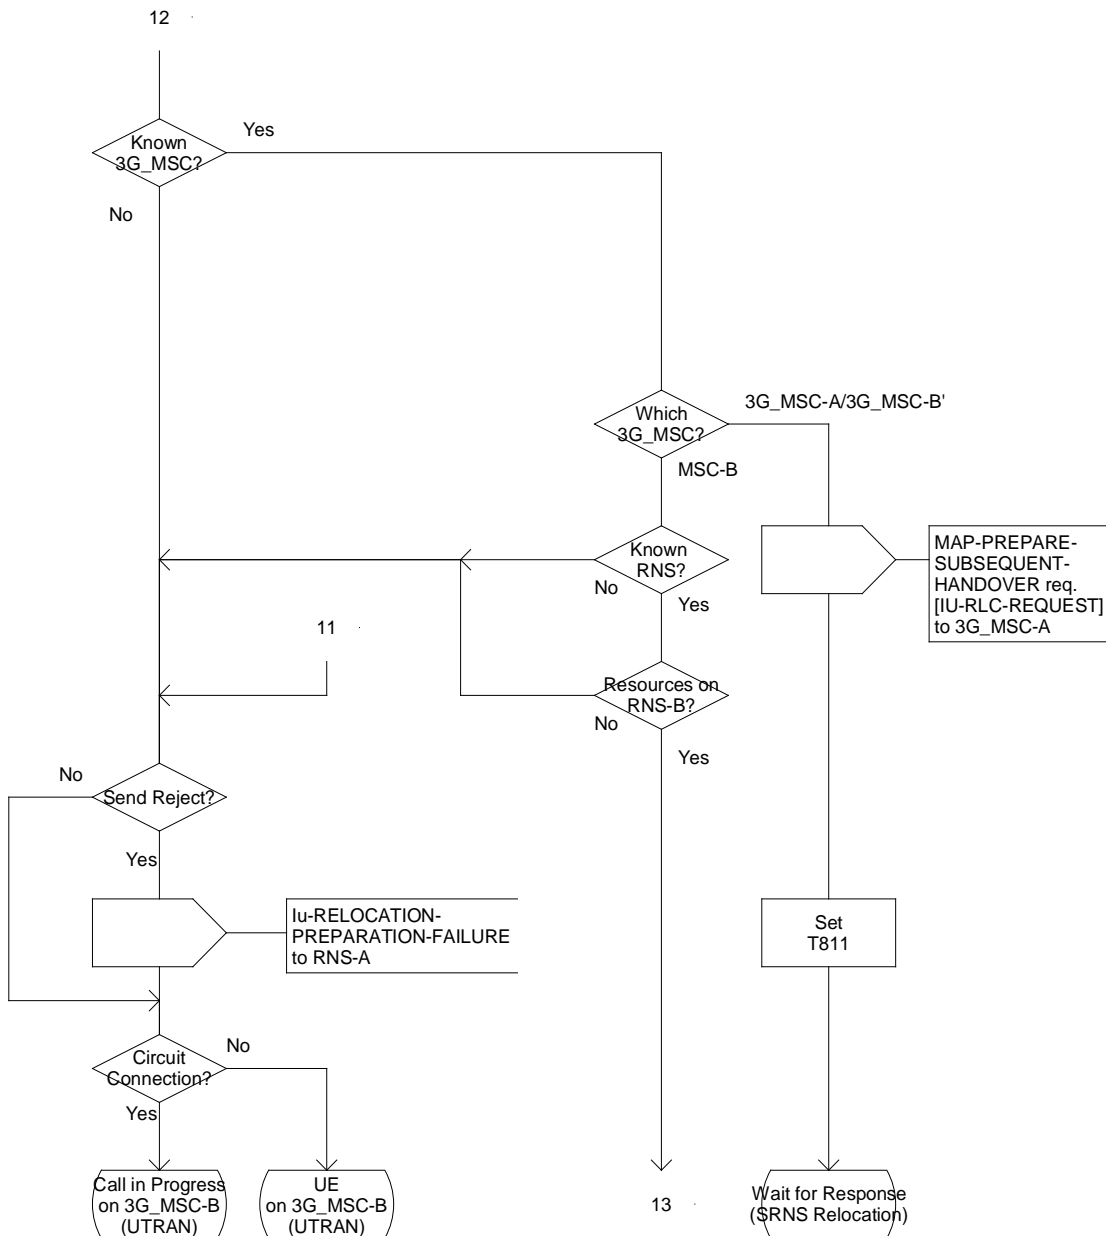 12
Known
3G_MSC?
Yes
No
Which
3G_MSC?
3G_MSC-A/3G_MSC-B'
MSC-B
Known
RNS?
No
Yes
MAP-PREPARE-
SUBSEQUENT-
HANDOVER req.
[IU-RLC-REQUEST]
to 3G_MSC-A
11
Resources on
RNS-B?
No
Yes
No
Send Reject?
Yes
Iu-RELOCATION-
PREPARATION-FAILURE
to RNS-A
Set
T811
Circuit
Connection?
No
Yes
Call in Progress
on 3G_MSC-B
(UTRAN)
UE
on 3G_MSC-B
(UTRAN)
13
Wait for Response
(SRNS Relocation)